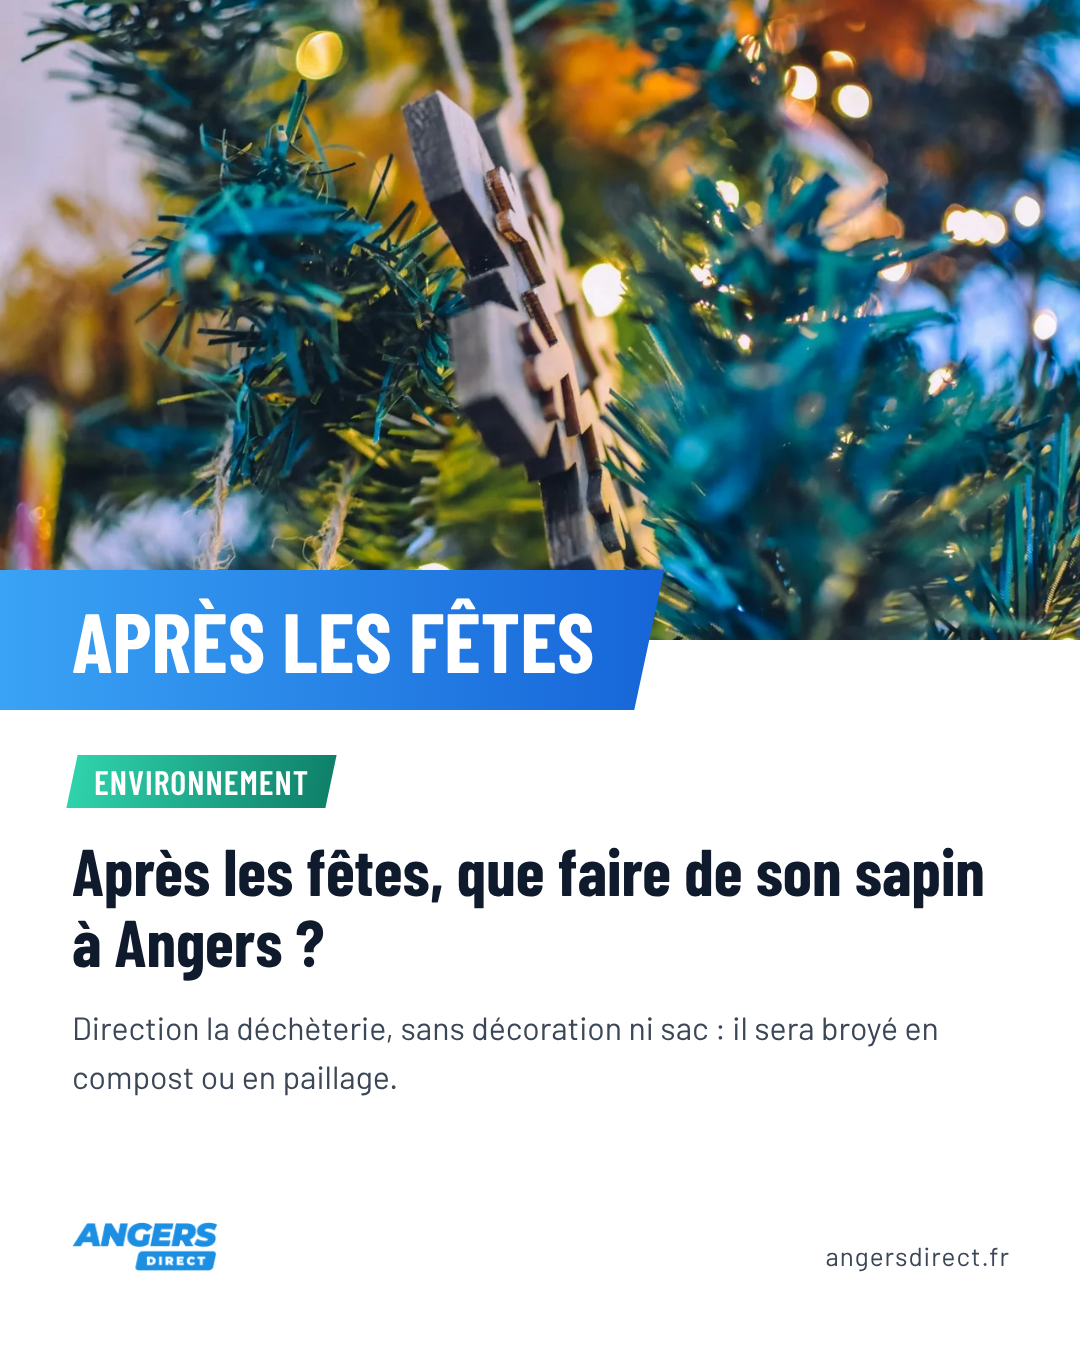 APRÈS LES FÊTES
ENVIRONNEMENT
Après les fêtes, que faire de son sapin
à Angers ?
Direction la déchèterie, sans décoration ni sac : il sera broyé en
compost ou en paillage.
ANGERS
DIRECT
angersdirect.fr